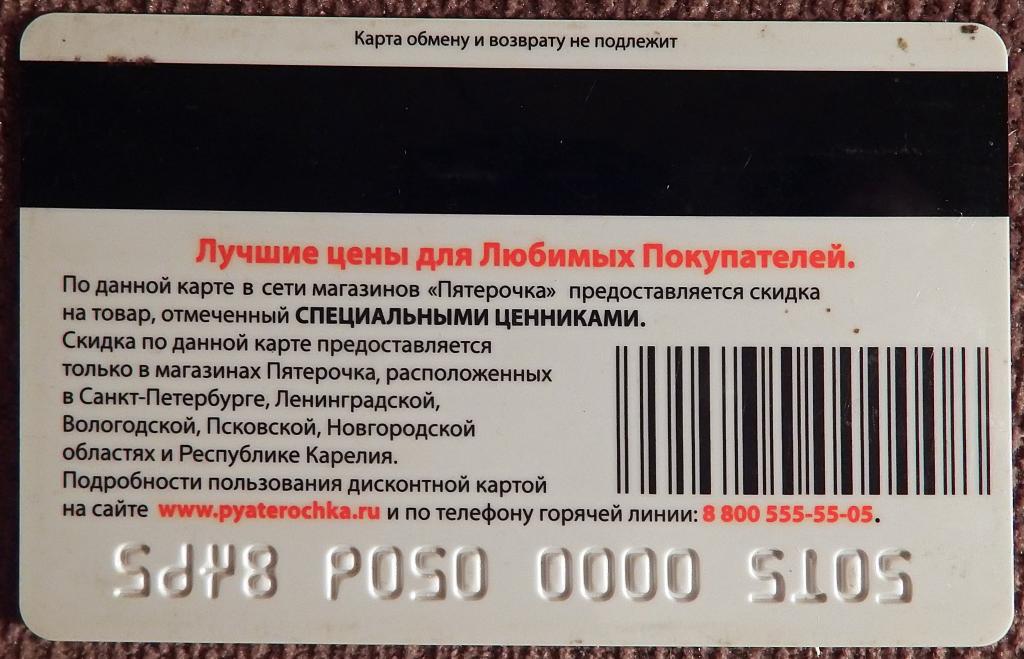 Карта обмену и возврату не подлежит
Лучшие цены для Любимых Покупателей.
По данной карте в сети магазинов «Пятерочка» предоставляется скидка
на товар, отмеченный СПЕЦИАЛЬНЫМИ ЦЕННИКАМИ.
Скидка по данной карте предоставляется
только в магазинах Пятерочка, расположенных
в Санкт-Петербурге, Ленинградской,
Вологодской, Псковской, Новгородской
областях и Республике Карелия.
Подробности пользования дисконтной картой
на сайте www.pyaterochka.ru и по телефону горячей линии: 8 800 555-55-05.